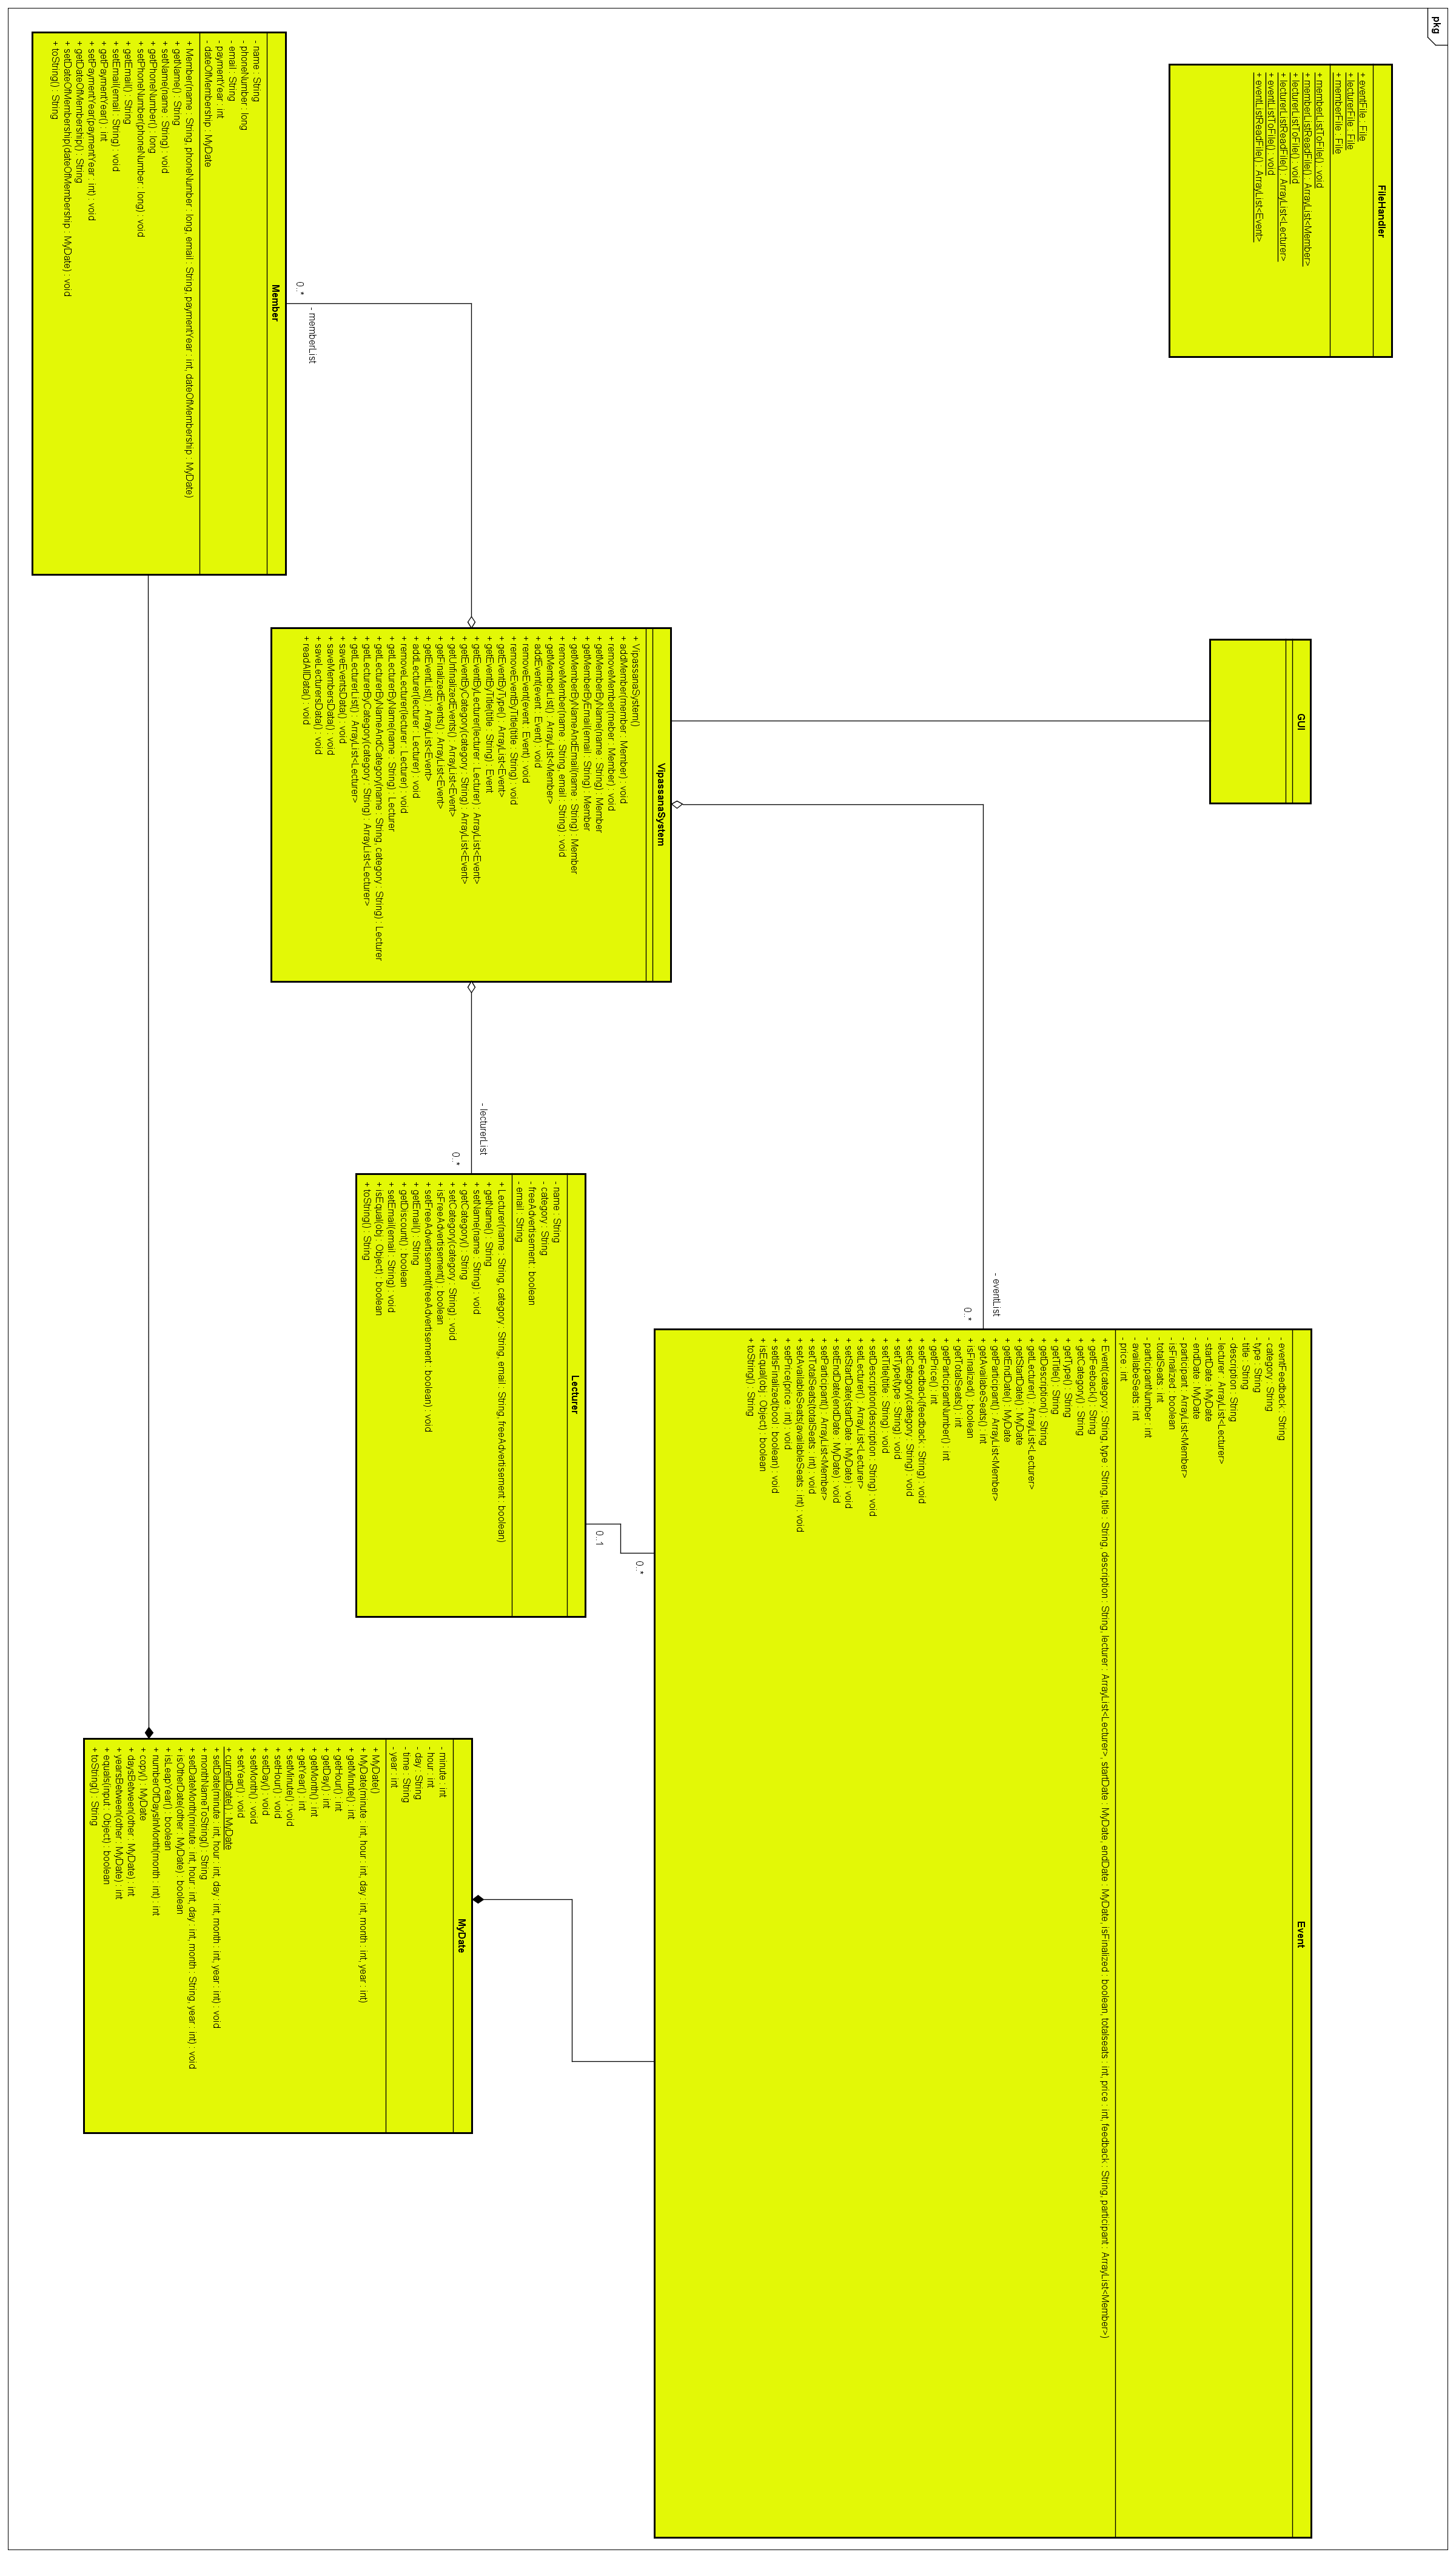 pkg
FileHandler
+ eventFile : File
+ lecturerFile : File
+ memberFile : File
+ memberListToFile() : void
+ memberListReadFile() : ArrayList<Member>
+ lecturerListToFile() : void
+ lecturerListReadFile() : ArrayList<Lecturer>
+ eventListToFile() : void
+ eventListReadFile() : ArrayList<Event>
GUI
Event
- eventFeedback : String
- category : String
- type : String
- title : String
- description : String
- lecturer : ArrayList<Lecturer>
- startDate : MyDate
- endDate : MyDate
- participant : ArrayList<Member>
- isFinalized : boolean
- totalSeats : int
- participantNumber : int
- availabeSeats : int
- price : int
+ Event(category : String, type : String, title : String, description : String, lecturer : ArrayList<Lecturer>, startDate : MyDate, endDate : MyDate, isFinalized : boolean, totalseats : int, price : int, feedback : String, participant : ArrayList<Member>)
+ getFeeback() : String
+ getCategory() : String
+ getType() : String
+ getTitle() : String
+ getDescription() : String
+ getLecturer() : ArrayList<Lecturer>
+ getStartDate() : MyDate
+ getEndDate() : MyDate
+ getParticipant() : ArrayList<Member>
+ getAvailabeSeats() : int
+ isFinalized() : boolean
+ getTotalSeats() : int
+ getParticipantNumber() : int
+ getPrice() : int
+ setFeedback(feedback : String) : void
+ setCategory(category : String) : void
+ setType(type : String) : void
+ setTitle(title : String) : void
+ setDescription(description : String) : void
+ setLecturer() : ArrayList<Lecturer>
+ setStartDate(startDate : MyDate) : void
+ setEndDate(endDate : MyDate) : void
+ setParticipant() : ArrayList<Member>
+ setTotalSeats(totalSeats : int) : void
+ setAvailabeSeats(availabeSeats : int) : void
+ setPrice(price : int) : void
+ setIsFinalized(bool : boolean) : void
+ isEqual(obj : Object) : boolean
+ toString() : String
- eventList
0..*
VipassanaSystem
+ VipassanaSystem()
+ addMember(member : Member) : void
+ removeMember(member : Member) : void
+ getMemberByName(name : String) : Member
+ getMemberByEmail(email : String) : Member
+ getMemberByNameAndEmail(name : String) : Member
+ removeMember(name : String, email : String) : void
+ getMemberList() : ArrayList<Member>
+ addEvent(event : Event) : void
+ removeEvent(event : Event) : void
+ removeEventByTitle(title : String) : void
+ getEventByType() : ArrayList<Event>
+ getEventByTitle(title : String) : Event
+ getEventByLecturer(lecturer : Lecturer) : ArrayList<Event>
+ getEventByCategory(category : String) : ArrayList<Event>
+ getUnfinalizedEvents() : ArrayList<Event>
+ getFinalizedEvents() : ArrayList<Event>
+ getEventList() : ArrayList<Event>
+ addLecturer(lecturer : Lecturer) : void
+ removeLecturer(lecturer : Lecturer) : void
+ getLecturerByName(name : String) : Lecturer
+ getLecturerByNameAndCategory(name : String, category : String) : Lecturer
+ getLecturerByCategory(category : String) : ArrayList<Lecturer>
+ getLecturerList() : ArrayList<Lecturer>
+ saveEventsData() : void
+ saveMembersData() : void
+ saveLecturersData() : void
+ readAllData() : void
- lecturerList
0..*
Lecturer
- name : String
- category : String
- freeAdvertisement : boolean
- email : String
+ Lecturer(name : String, category : String, email : String, freeAdvertisement : boolean)
+ getName() : String
+ setName(name : String) : void
+ getCategory() : String
+ setCategory(category : String) : void
+ isFreeAdvertisement() : boolean
+ setFreeAdvertisement(freeAdvertisement : boolean) : void
+ getEmail() : String
+ getDiscount() : boolean
+ setEmail(email : String) : void
+ isEqual(obj : Object) : boolean
+ toString() : String
0..1
0..*
- memberList
0..*
Member
- name : String
- phoneNumber : long
- email : String
- paymentYear : int
- dateOfMembership : MyDate
+ Member(name : String, phoneNumber : long, email : String, paymentYear : int, dateOfMembership : MyDate)
+ getName() : String
+ setName(name : String) : void
+ getPhoneNumber() : long
+ setPhoneNumber(phoneNumber : long) : void
+ getEmail() : String
+ setEmail(email : String) : void
+ getPaymentYear() : int
+ setPaymentYear(paymentYear : int) : void
+ getDateOfMembership() : String
+ setDateOfMembership(dateOfMembership : MyDate) : void
+ toString() : String
MyDate
- minute : int
- hour : int
- day : String
- time : String
- year : int
+ MyDate()
+ MyDate(minute : int, hour : int, day : int, month : int, year : int)
+ getMinute() : int
+ getHour() : int
+ getDay() : int
+ getMonth() : int
+ getYear() : int
+ setMinute() : void
+ setHour() : void
+ setDay() : void
+ setMonth() : void
+ setYear() : void
+ currentDate() : MyDate
+ setDate(minute : int, hour : int, day : int, month : int, year : int) : void
+ monthNameToString() : String
+ setDateMonth(minute : int, hour : int, day : int, month : String, year : int) : void
+ isOtherDate(other : MyDate) : boolean
+ isLeapYear() : boolean
+ numberOfDaysInMonth(month : int) : int
+ copy() : MyDate
+ daysBetween(other : MyDate) : int
+ yearsBetween(other : MyDate) : int
+ equals(input : Object) : boolean
+ toString() : String